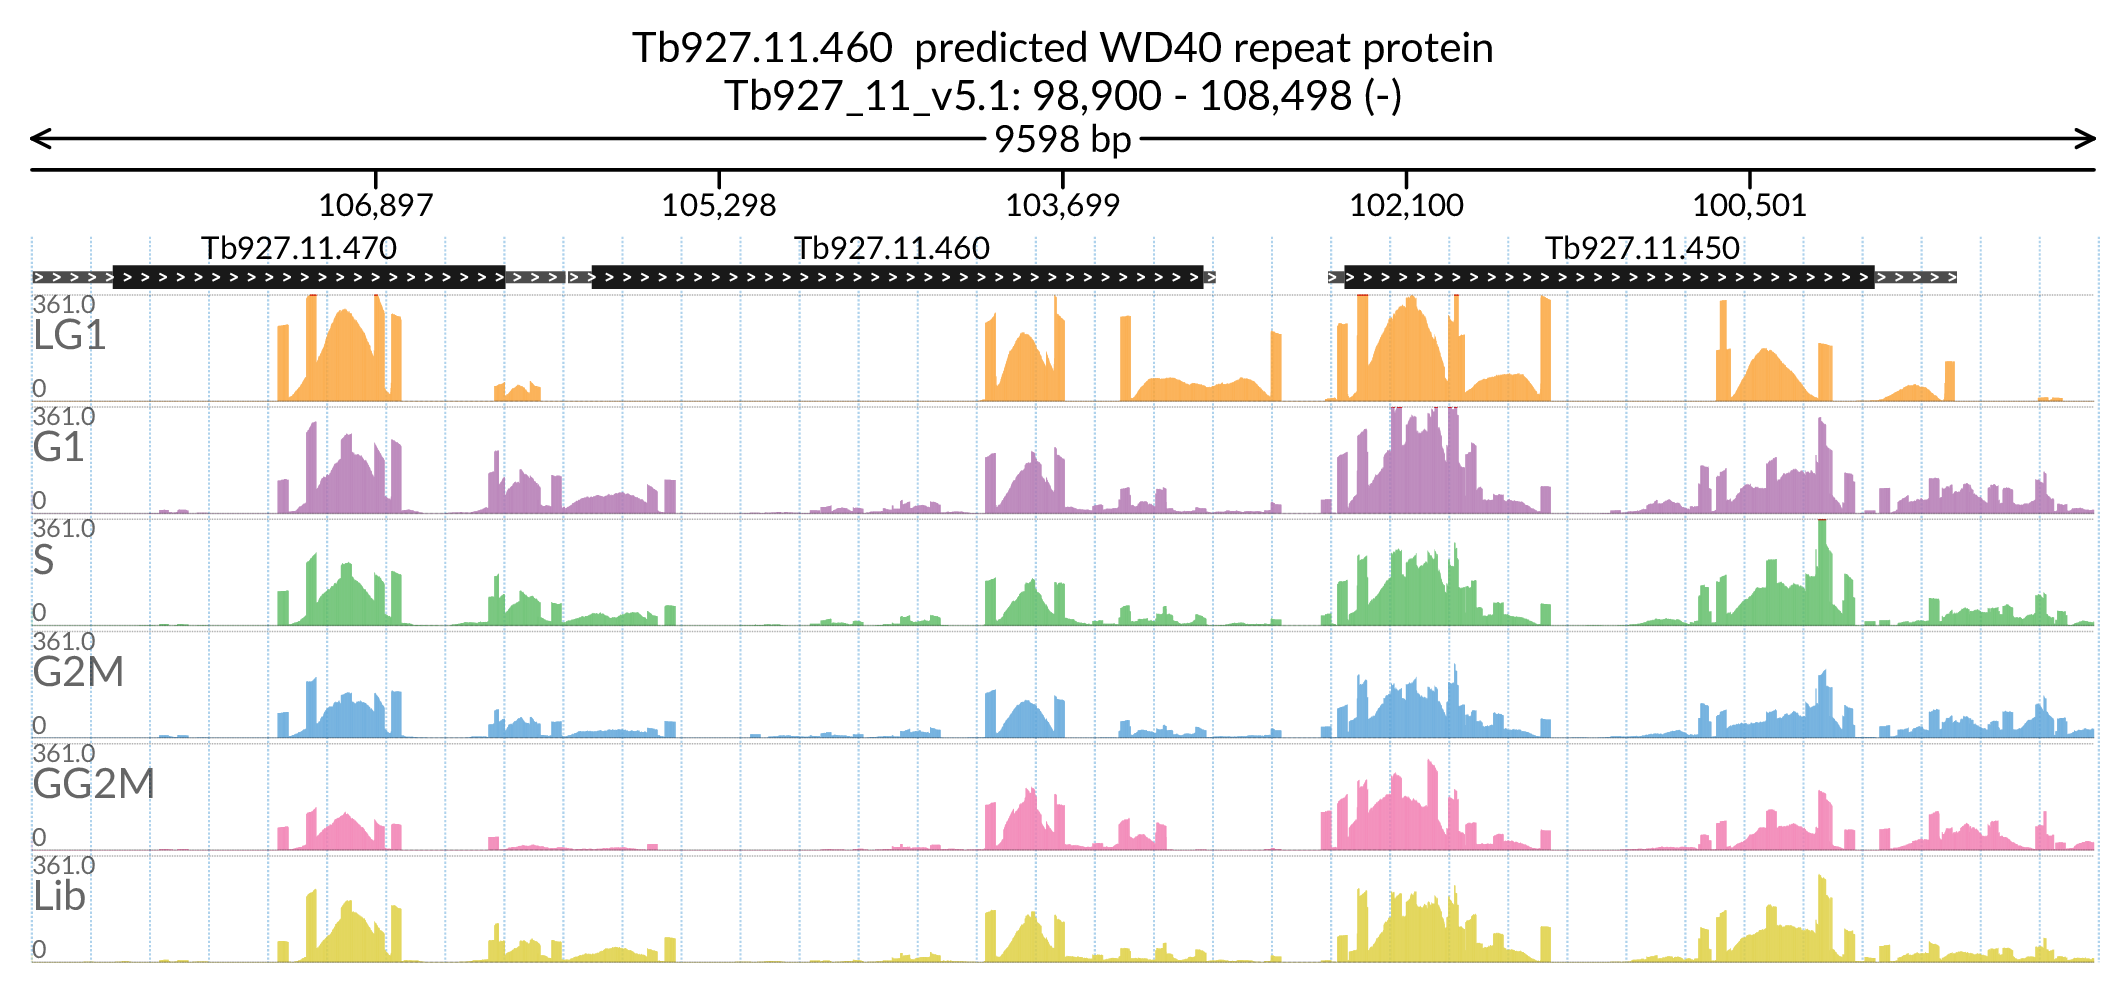 Tb927.11.460  predicted WD40 repeat protein
Tb927_11_v5.1: 98,900 - 108,498 (-)
9598 bp
106,897 105,298 103,699 102,100 100,501
Tb927.11.470 Tb927.11.460 Tb927.11.450
361.0
LG1
0
361.0
G1
0
361.0
S
0
361.0
G2M
0
361.0
GG2M
0
361.0
Lib
0